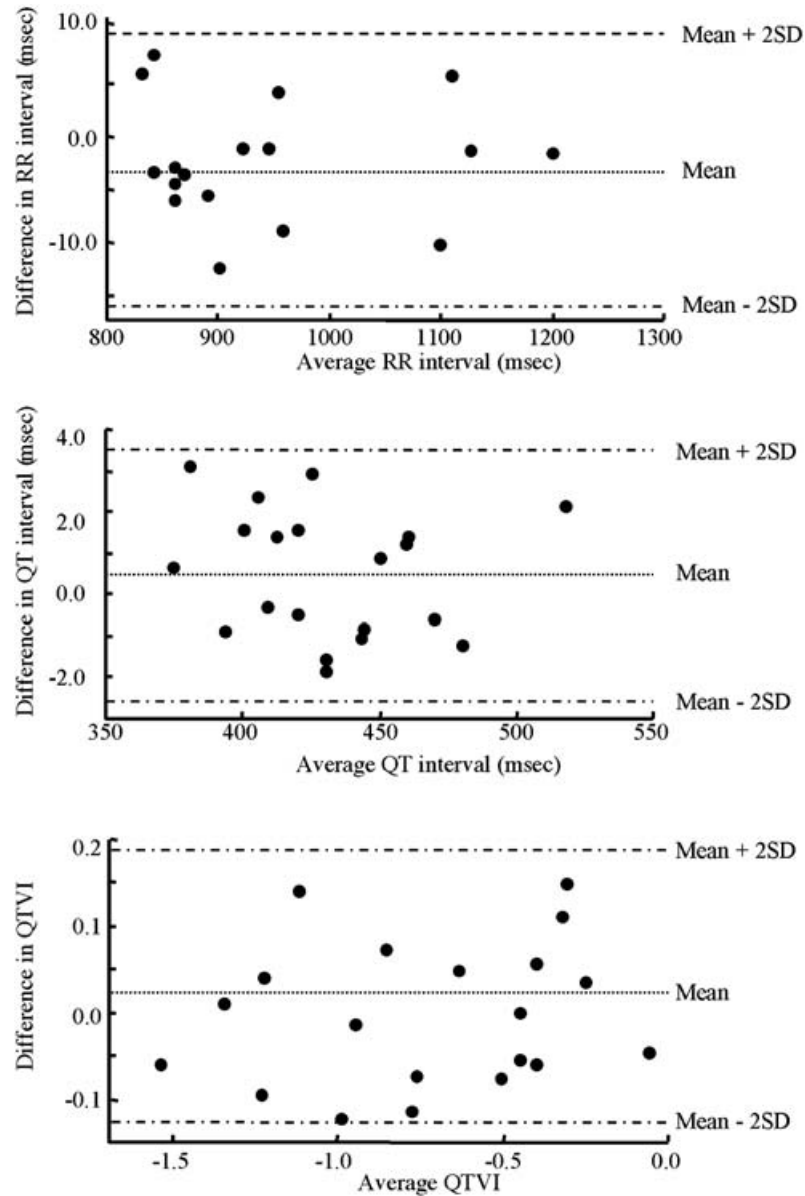 Difference in RR interval (msec)
10.0
0.0
-10.0
Mean + 2SD
Mean
Mean - 2SD
800 900 1000 1100 1200 1300
Average RR interval (msec)
Difference in QT interval (msec)
4.0
2.0
0.0
-2.0
Mean + 2SD
Mean
Mean - 2SD
350 400 450 500 550
Average QT interval (msec)
Difference in QTVI
0.2
0.1
0.0
-0.1
Mean + 2SD
Mean
Mean - 2SD
-1.5 -1.0 -0.5 0.0
Average QTVI